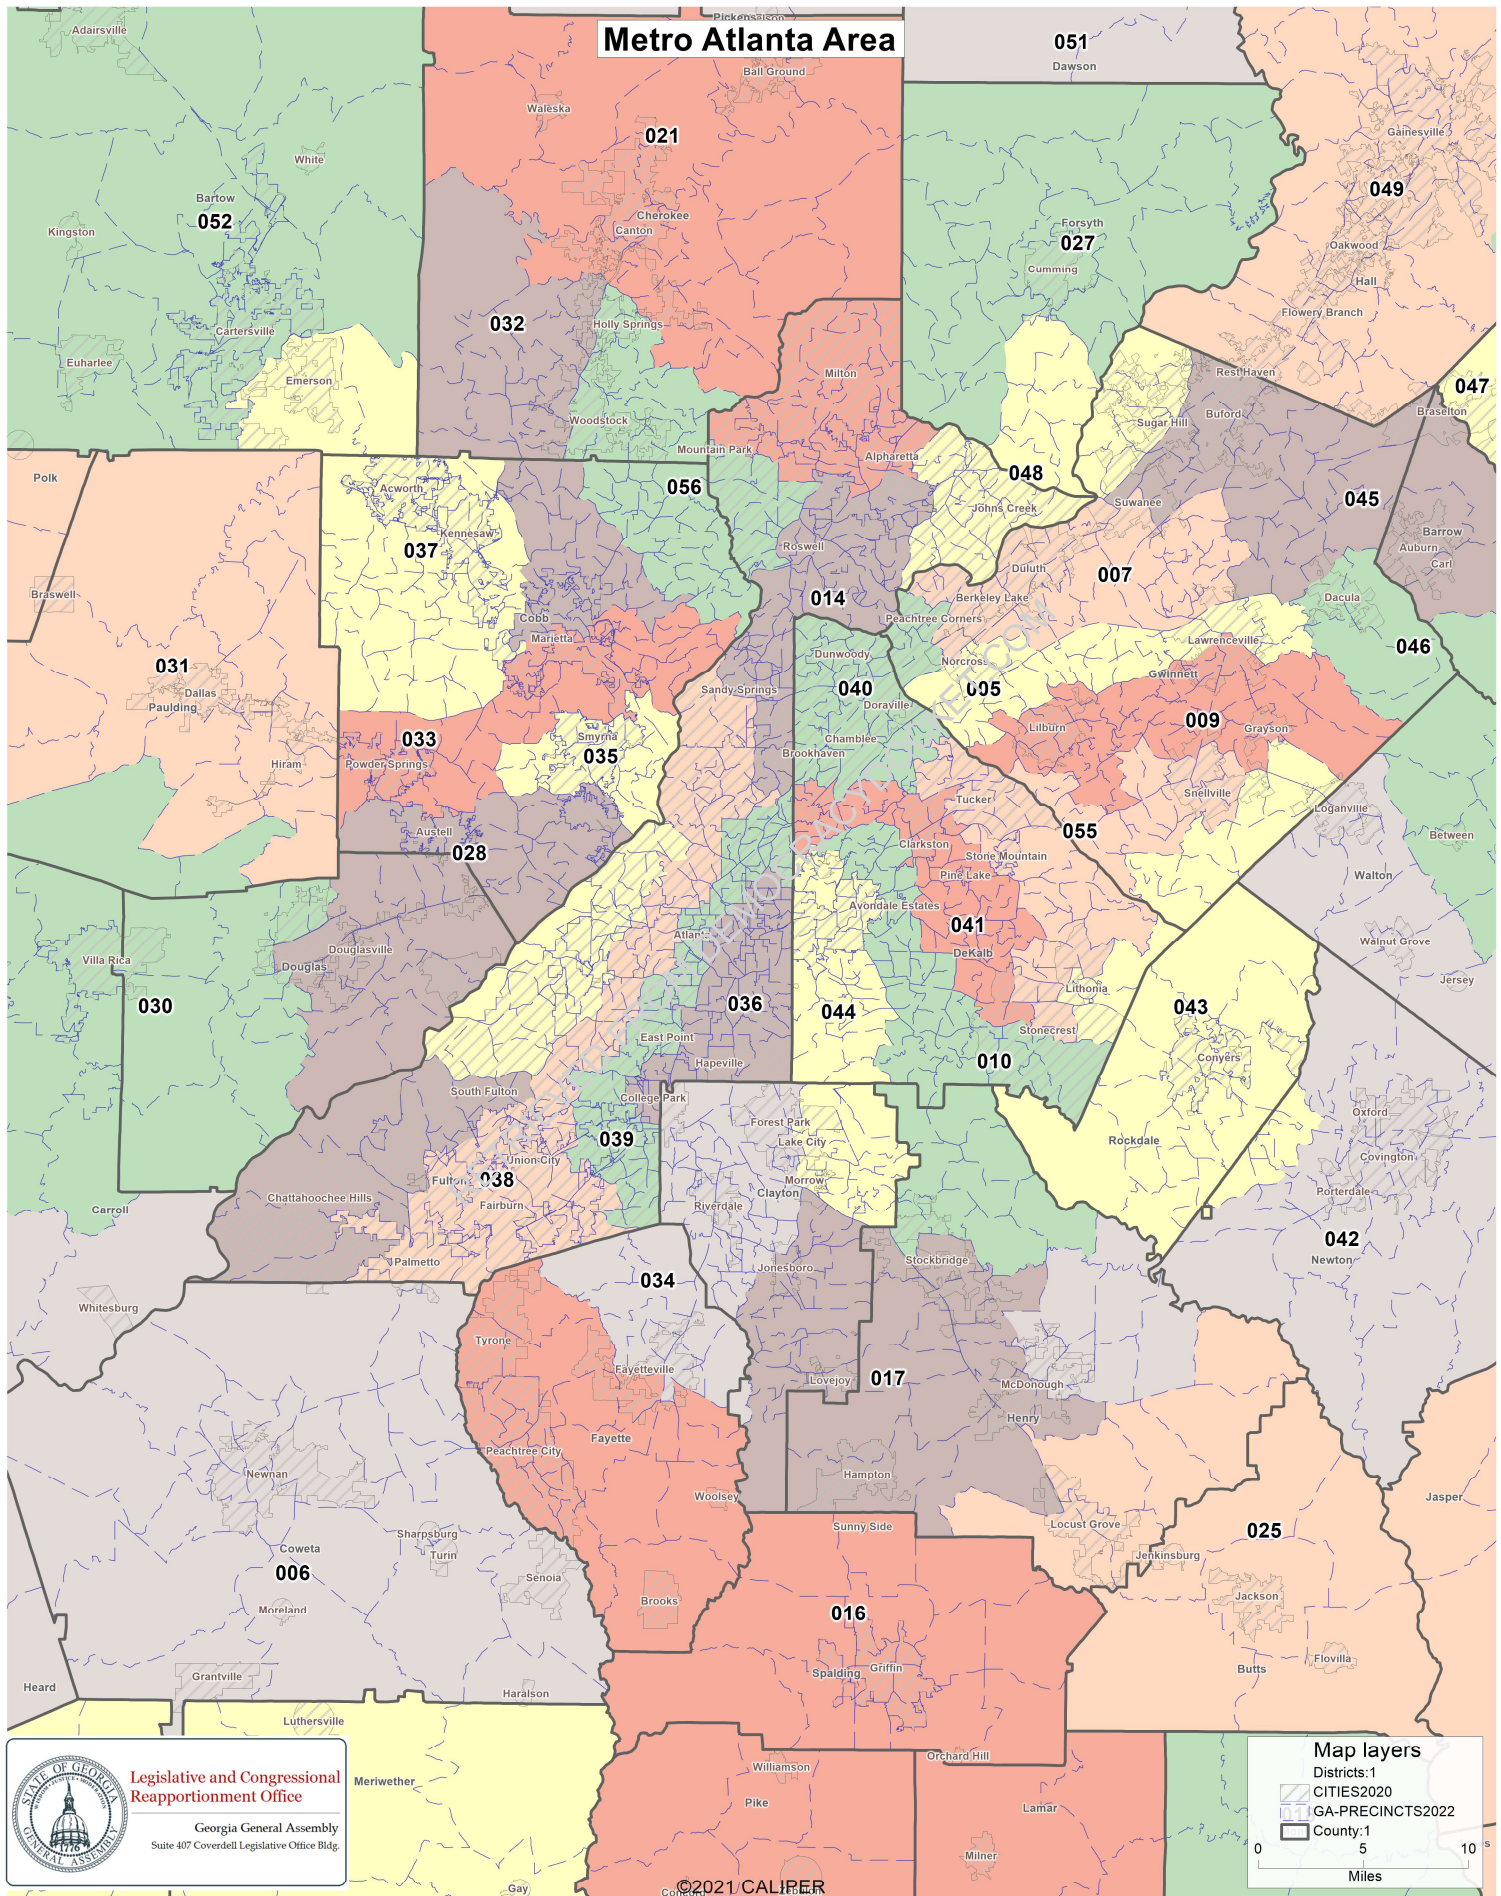 Pickens
Nelson
Metro Atlanta Area
Adairsville
051
Dawson
Ball Ground
Waleska
021
Gainesville
White
Bartow
052
049
Kingston
Cherokee
Canton
Forsyth
027
Oakwood
Cumming
Hall
032
Holly Springs
Flowery Branch
Cartersville
Euharlee
Emerson
Milton
Rest Haven
047
Braselton
Woodstock
Sugar Hill
Buford
Mountain Park
Alpharetta
Polk
056
048
Acworth
Johns Creek
Suwanee
045
Kennesaw
037
Roswell
Barrow
Auburn
Carl
Duluth
007
Braswell
014
Berkeley Lake
Dacula
Cobb
Marietta
Peachtree Corners
Lawrenceville
046
031
Dunwoody
Norcross
Gwinnett
Dallas
Paulding
Sandy Springs
040
Doraville
005
033
Smyrna
035
Chamblee
Lilburn
009
Grayson
Brookhaven
Hiram
Powder Springs
Tucker
Snellville
Loganville
Austell
028
Clarkston
055
Between
Stone Mountain
Pine Lake
Walton
Avondale Estates
041
DeKalb
Atlanta
Douglasville
Douglas
Villa Rica
Walnut Grove
Jersey
030
036
044
Lithonia
043
Stonecrest
East Point
Hapeville
010
Conyers
South Fulton
College Park
Forest Park
Lake City
Oxford
039
Rockdale
Covington
Union City
Fulton
038
Morrow
Clayton
Porterdale
Chattahoochee Hills
Fairburn
Riverdale
Carroll
042
Newton
Palmetto
Jonesboro
Stockbridge
034
Whitesburg
Tyrone
Fayetteville
Lovejoy
017
McDonough
Henry
Fayette
Peachtree City
Newnan
Hampton
Woolsey
Jasper
Sunny Side
Locust Grove
025
Sharpsburg
Turin
Coweta
006
Jenkinsburg
Senoia
Brooks
Jackson
Moreland
016
Grantville
Spalding
Griffin
Butts
Flovilla
Heard
Haralson
Luthersville
Orchard Hill
Williamson
Meriwether
Pike
Lamar
Milner
Gay
Concord
Zebulon
©2021 CALIPER
STATE OF GEORGIA
GENERAL ASSEMBLY
1776
Legislative and Congressional
Reapportionment Office
Georgia General Assembly
Suite 407 Coverdell Legislative Office Bldg.
Map layers
Districts:1
CITIES2020
GA-PRECINCTS2022
County:1
0 5 10
Miles